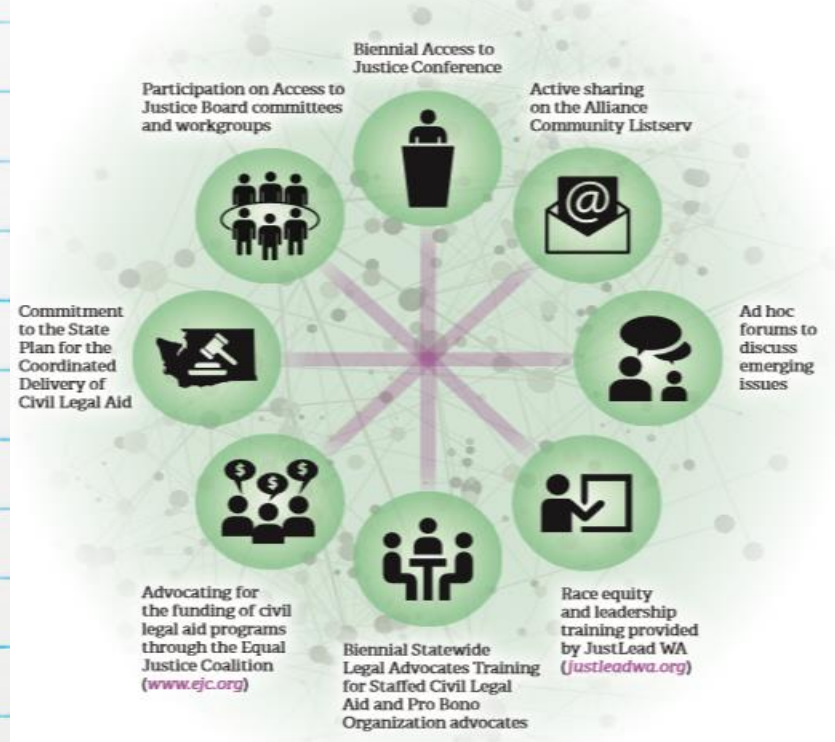 Biennial Access to
Justice Conference
Active sharing
on the Alliance
Community Listserv
@
Ad hoc
forums to
discuss
emerging
issues
Race equity
and leadership
training provided
by JustLead WA
(justleadwa.org)
Biennial Statewide
Legal Advocates Training
for Staffed Civil Legal
Aid and Pro Bono
Organization advocates
Advocating for
the funding of civil
legal aid programs
through the Equal
Justice Coalition
(www.ejc.org)
$ $ $
Commitment
to the State
Plan for the
Coordinated
Delivery of
Civil Legal Aid
Participation on Access to
Justice Board committees
and workgroups